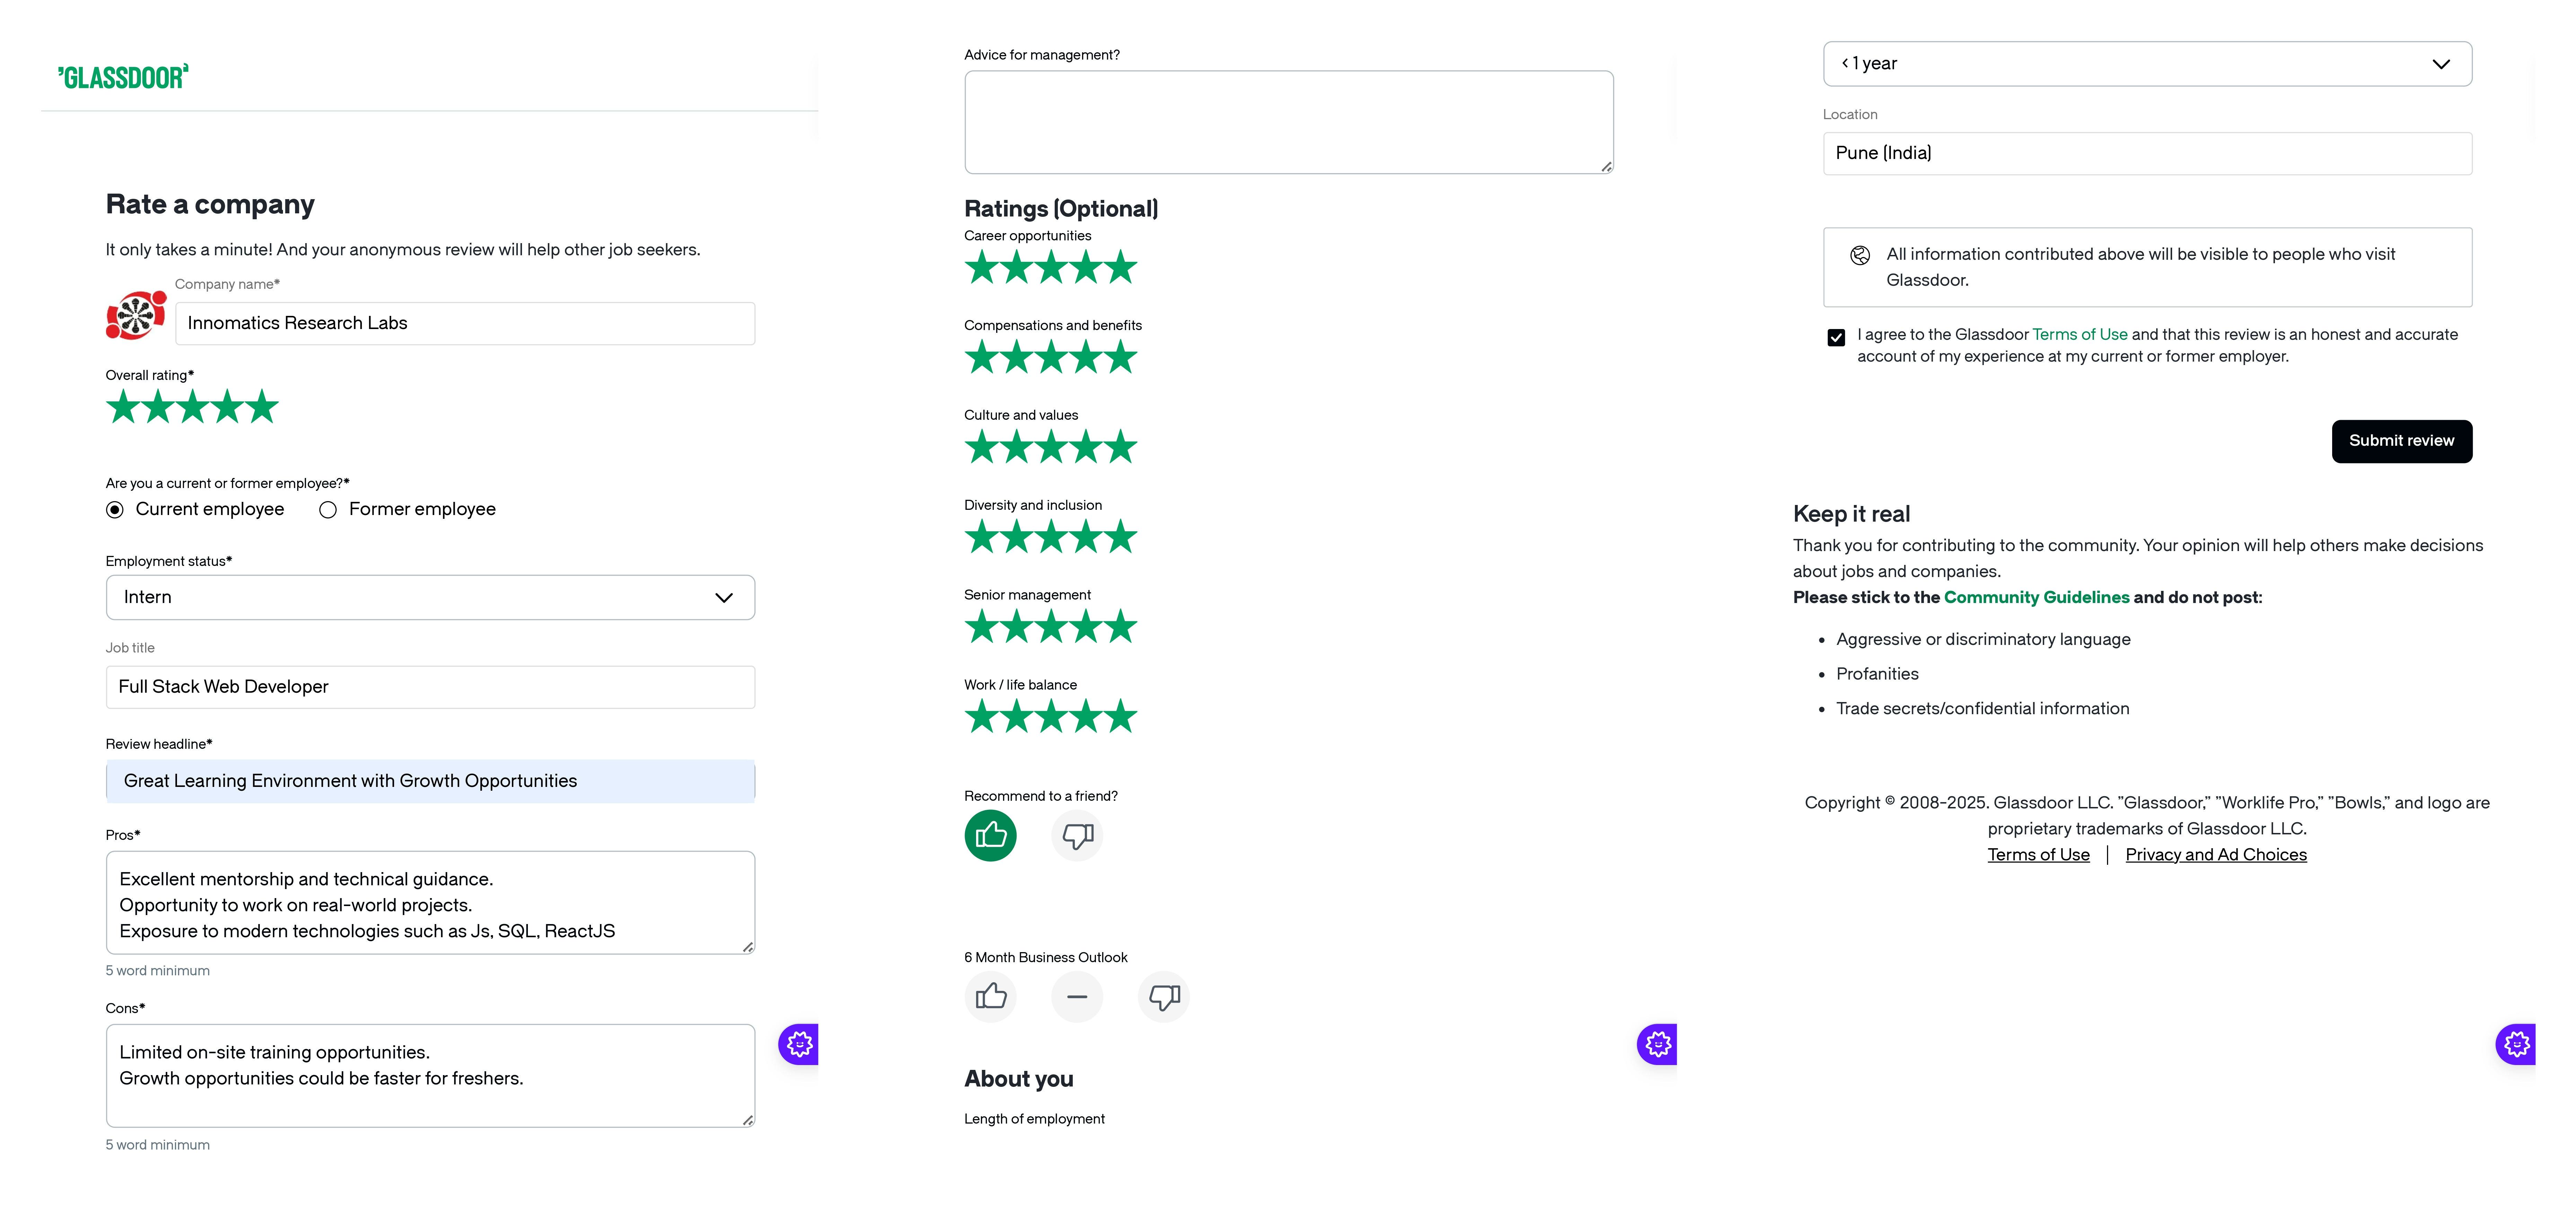 GLASSDOOR
Rate a company
It only takes a minute! And your anonymous review will help other job seekers.
Company name*
Innomatics Research Labs
Overall rating*
Are you a current or former employee?*
Current employee
Former employee
Employment status*
Intern
Job title
Full Stack Web Developer
Review headline*
Great Learning Environment with Growth Opportunities
Pros*
Excellent mentorship and technical guidance.
Opportunity to work on real-world projects.
Exposure to modern technologies such as Js, SQL, ReactJS
5 word minimum
Cons*
Limited on-site training opportunities.
Growth opportunities could be faster for freshers.
5 word minimum
Advice for management?
Ratings (Optional)
Career opportunities
Compensations and benefits
Culture and values
Diversity and inclusion
Senior management
Work / life balance
Recommend to a friend?
6 Month Business Outlook
About you
Length of employment
< 1 year
Location
Pune (India)
All information contributed above will be visible to people who visit
Glassdoor.
I agree to the Glassdoor Terms of Use and that this review is an honest and accurate
account of my experience at my current or former employer.
Submit review
Keep it real
Thank you for contributing to the community. Your opinion will help others make decisions
about jobs and companies.
Please stick to the Community Guidelines and do not post:
• Aggressive or discriminatory language
• Profanities
• Trade secrets/confidential information
Copyright © 2008-2025. Glassdoor LLC. "Glassdoor," "Worklife Pro," "Bowls," and logo are
proprietary trademarks of Glassdoor LLC.
Terms of Use | Privacy and Ad Choices